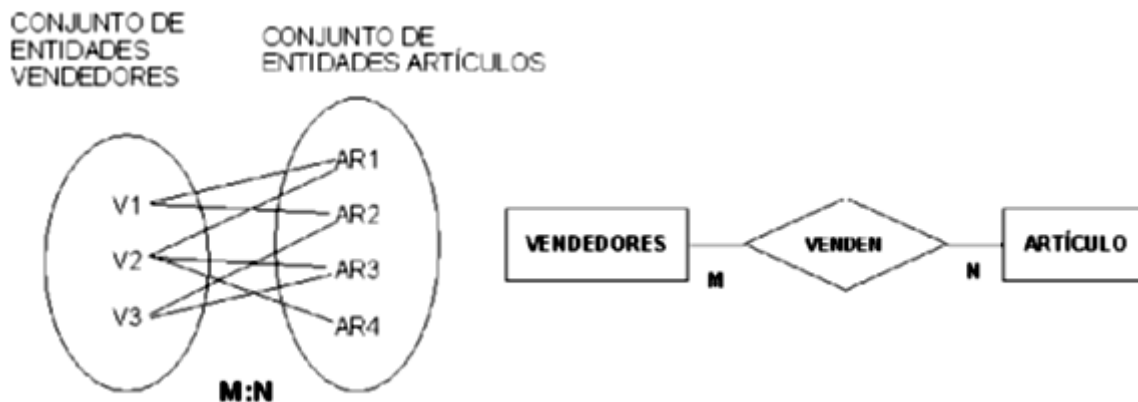 CONJUNTO DE
ENTIDADES
VENDEDORES
CONJUNTO DE
ENTIDADES ARTÍCULOS
V1
V2
V3
AR1
AR2
AR3
AR4
M:N
VENDEDORES
M
VENDEN
N
ARTÍCULO